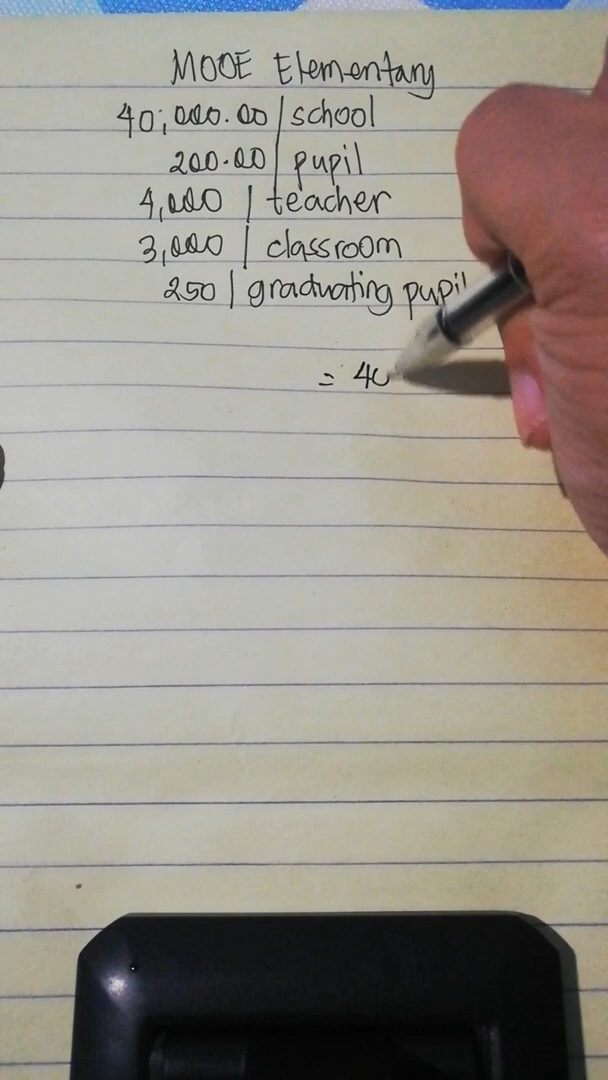 MOOE Elementary
40,000.00 | school
200.00 | pupil
4,000 | teacher
3,000 | classroom
250 | graduating pupil
= 40